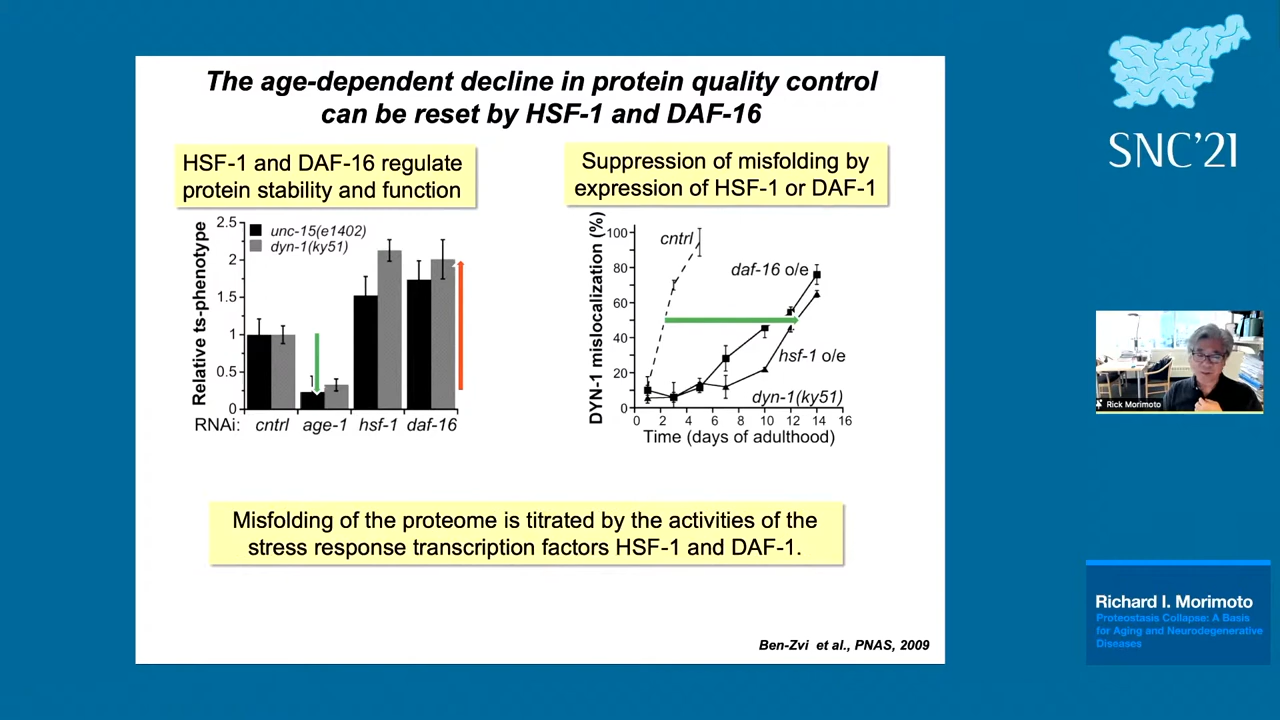 The age-dependent decline in protein quality control
can be reset by HSF-1 and DAF-16
HSF-1 and DAF-16 regulate
protein stability and function
Suppression of misfolding by
expression of HSF-1 or DAF-1
Relative ts-phenotype
2.5
2
1.5
1
0.5
0
unc-15(e1402)
dyn-1(ky51)
RNAi: cntrl age-1 hsf-1 daf-16
DYN-1 mislocalization (%)
100
80
60
40
20
0
cntrl
daf-16 o/e
hsf-1 o/e
dyn-1(ky51)
0 2 4 6 8 10 12 14 16
Time (days of adulthood)
Misfolding of the proteome is titrated by the activities of the
stress response transcription factors HSF-1 and DAF-1.
Ben-Zvi et al., PNAS, 2009
SNC'21
Rick Morimoto
Richard I. Morimoto
Proteostasis Collapse: A Basis
for Aging and Neurodegenerative
Diseases